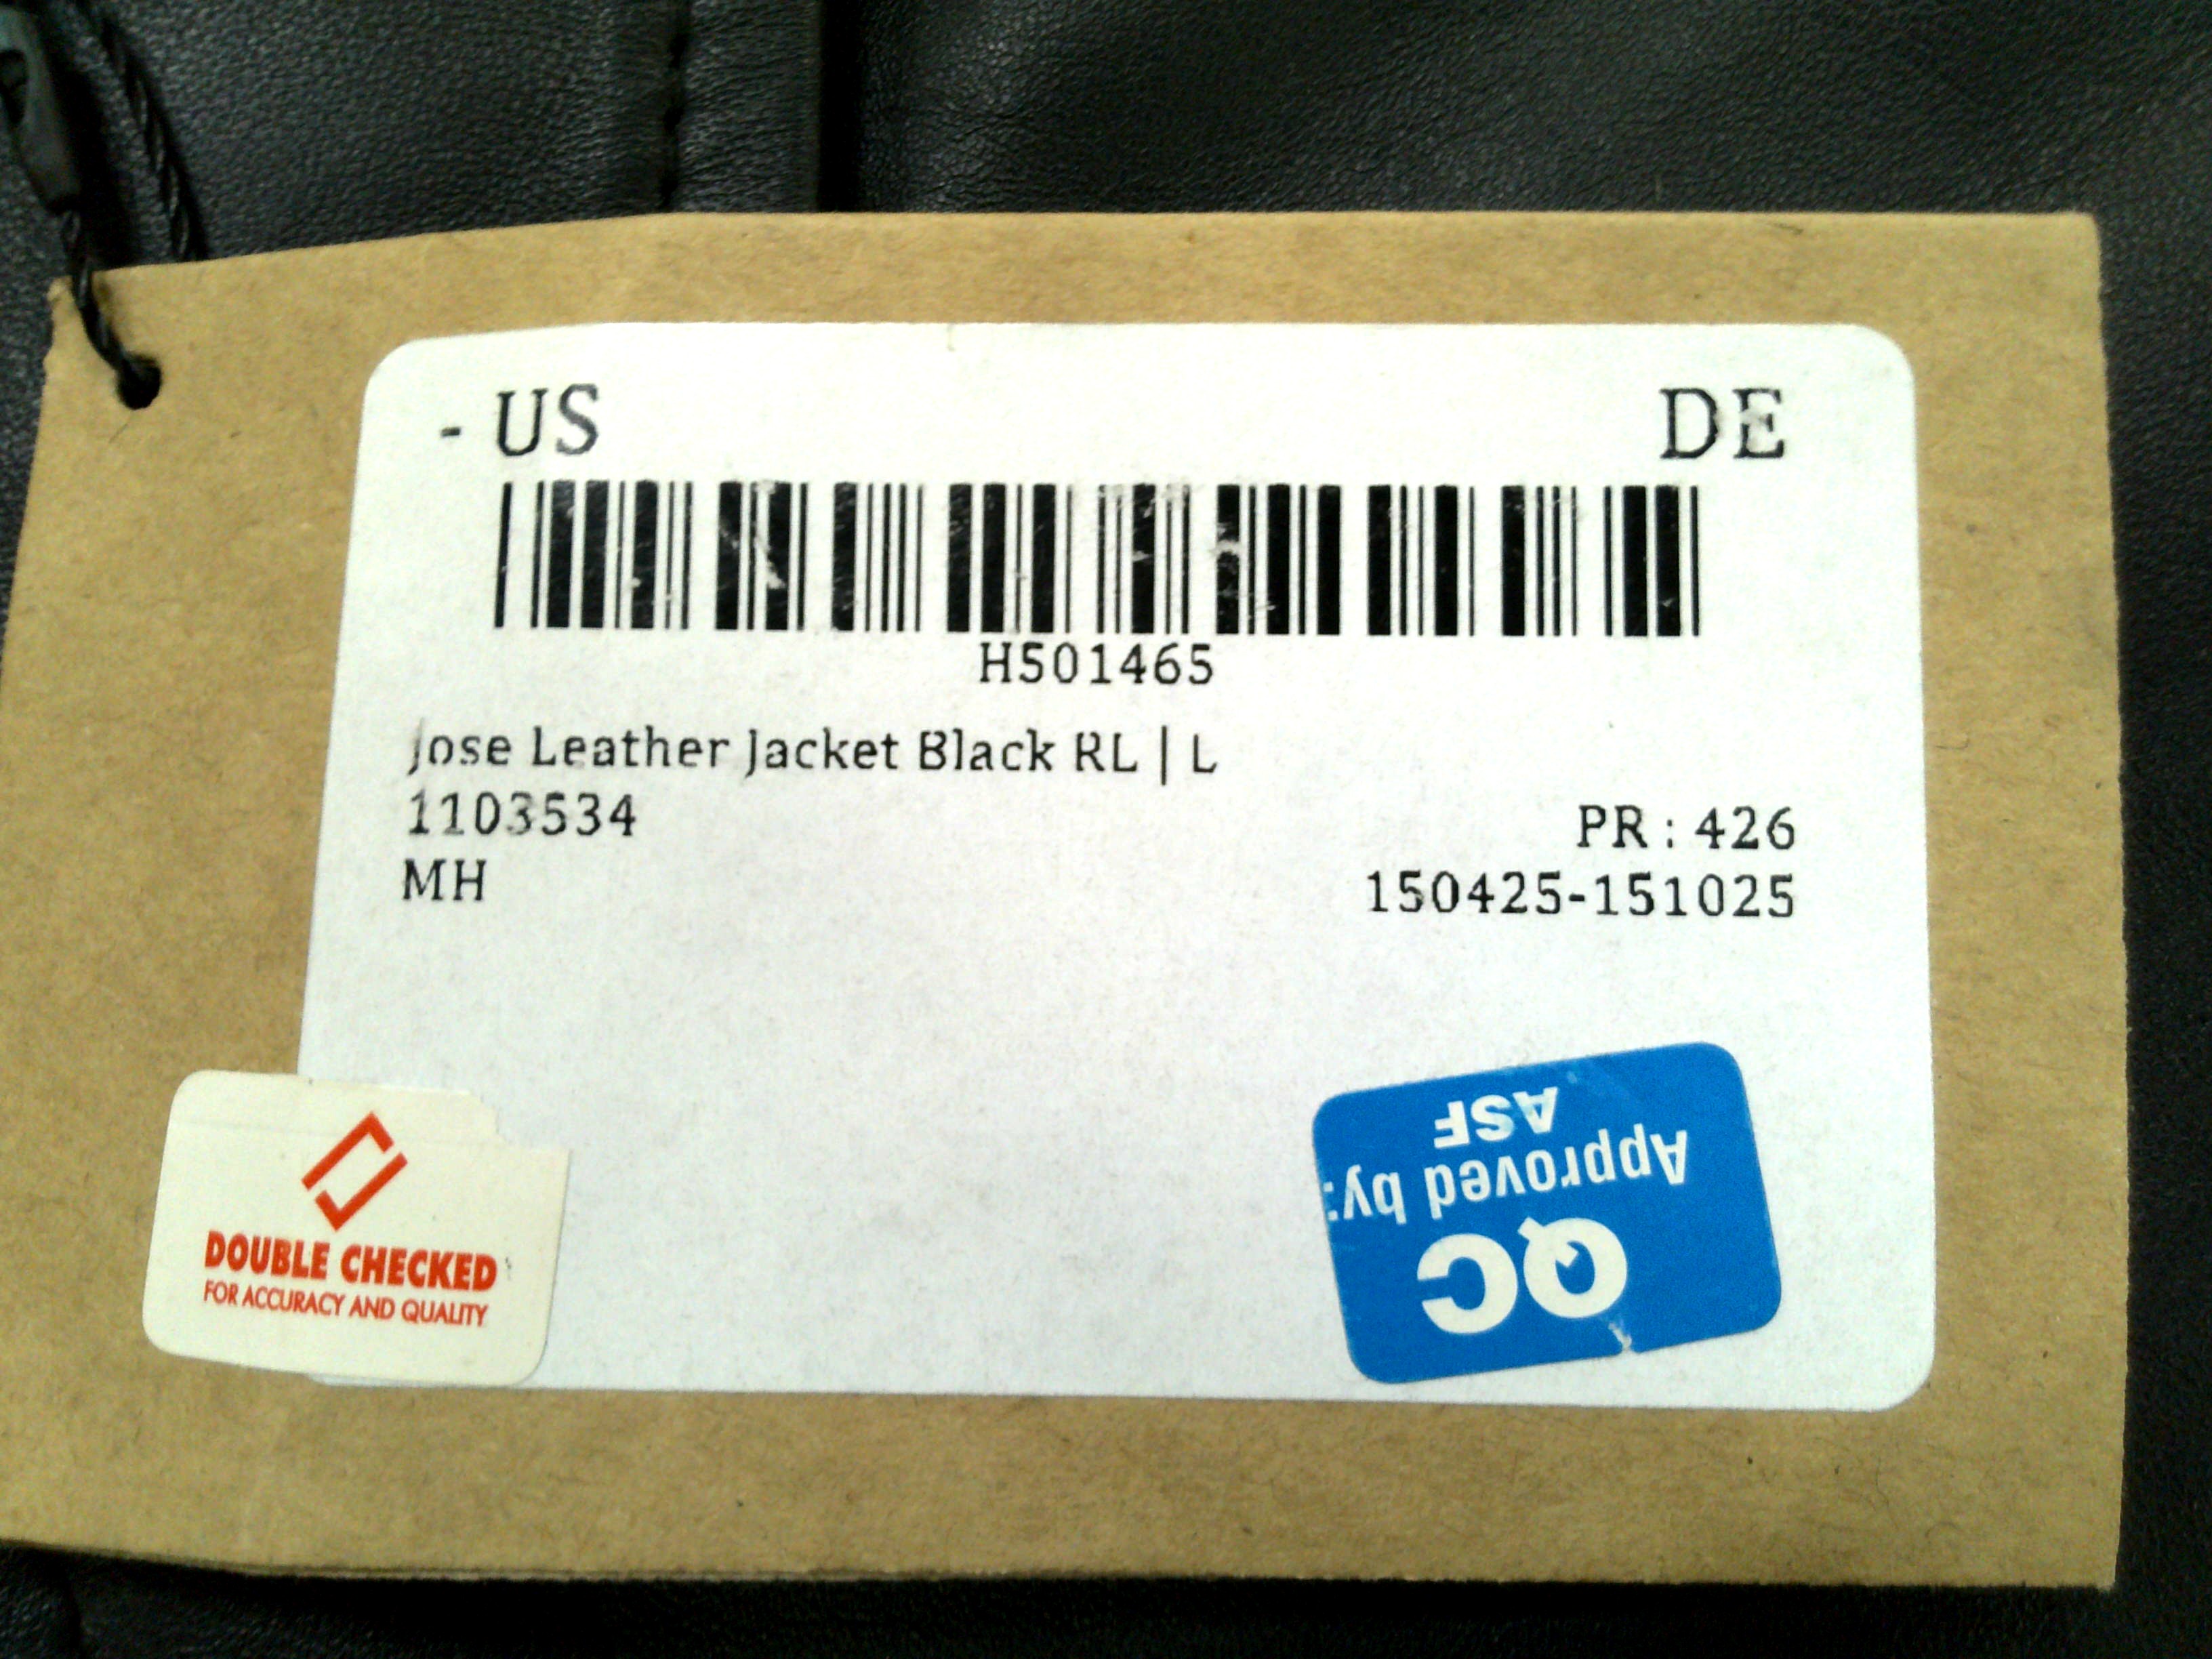 - US DE
H501465
Jose Leather Jacket Black RL | L
1103534 PR : 426
MH 150425-151025
DOUBLE CHECKED
FOR ACCURACY AND QUALITY
QC
Approved by:
ASF